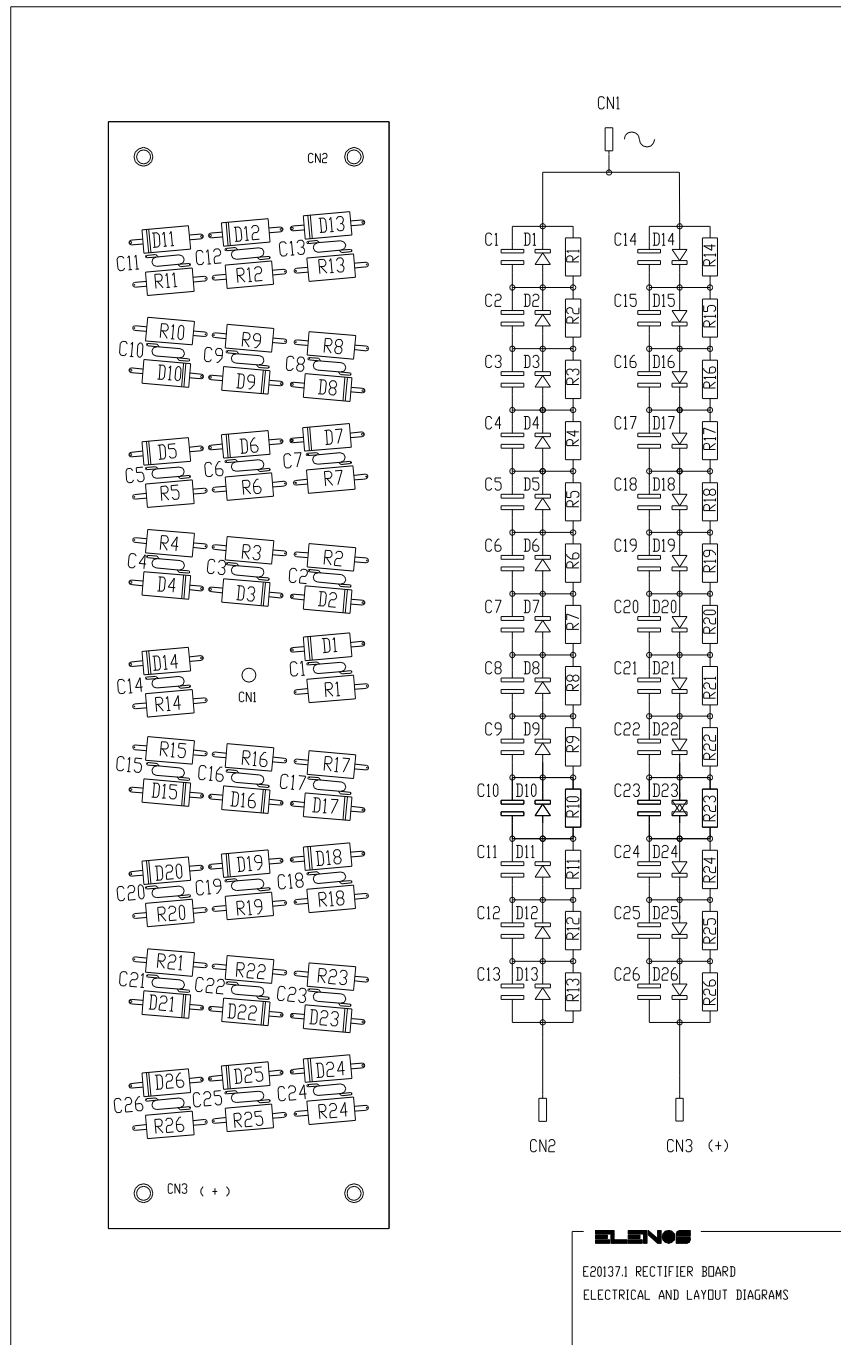 CN2
D11 D12 D13
C11 C12 C13
R11 R12 R13
R10 R9 R8
C10 C9 C8
D10 D9 D8
D5 D6 D7
C5 C6 C7
R5 R6 R7
R4 R3 R2
C4 C3 C2
D4 D3 D2
D14 D1
C14 C1
R14 R1
CN1
R15 R16 R17
C15 C16 C17
D15 D16 D17
D20 D19 D18
C20 C19 C18
R20 R19 R18
R21 R22 R23
C21 C22 C23
D21 D22 D23
D26 D25 D24
C26 C25 C24
R26 R25 R24
CN3 ( + )
CN1
C1 D1 R1 C14 D14 R14
C2 D2 R2 C15 D15 R15
C3 D3 R3 C16 D16 R16
C4 D4 R4 C17 D17 R17
C5 D5 R5 C18 D18 R18
C6 D6 R6 C19 D19 R19
C7 D7 R7 C20 D20 R20
C8 D8 R8 C21 D21 R21
C9 D9 R9 C22 D22 R22
C10 D10 R10 C23 D23 R23
C11 D11 R11 C24 D24 R24
C12 D12 R12 C25 D25 R25
C13 D13 R13 C26 D26 R26
CN2 CN3 (+)
ELENOS
E20137.1 RECTIFIER BOARD
ELECTRICAL AND LAYOUT DIAGRAMS